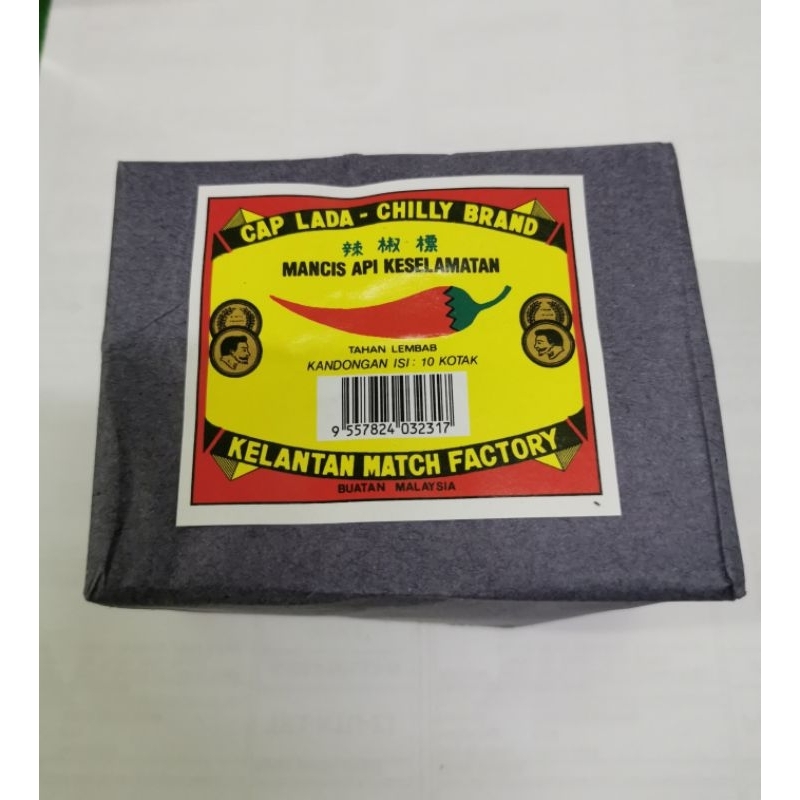 CAP LADA - CHILLY BRAND
辣椒標
MANCIS API KESELAMATAN
TAHAN LEMBAB
KANDONGAN ISI : 10 KOTAK
9 557824 032317
KELANTAN MATCH FACTORY
BUATAN MALAYSIA